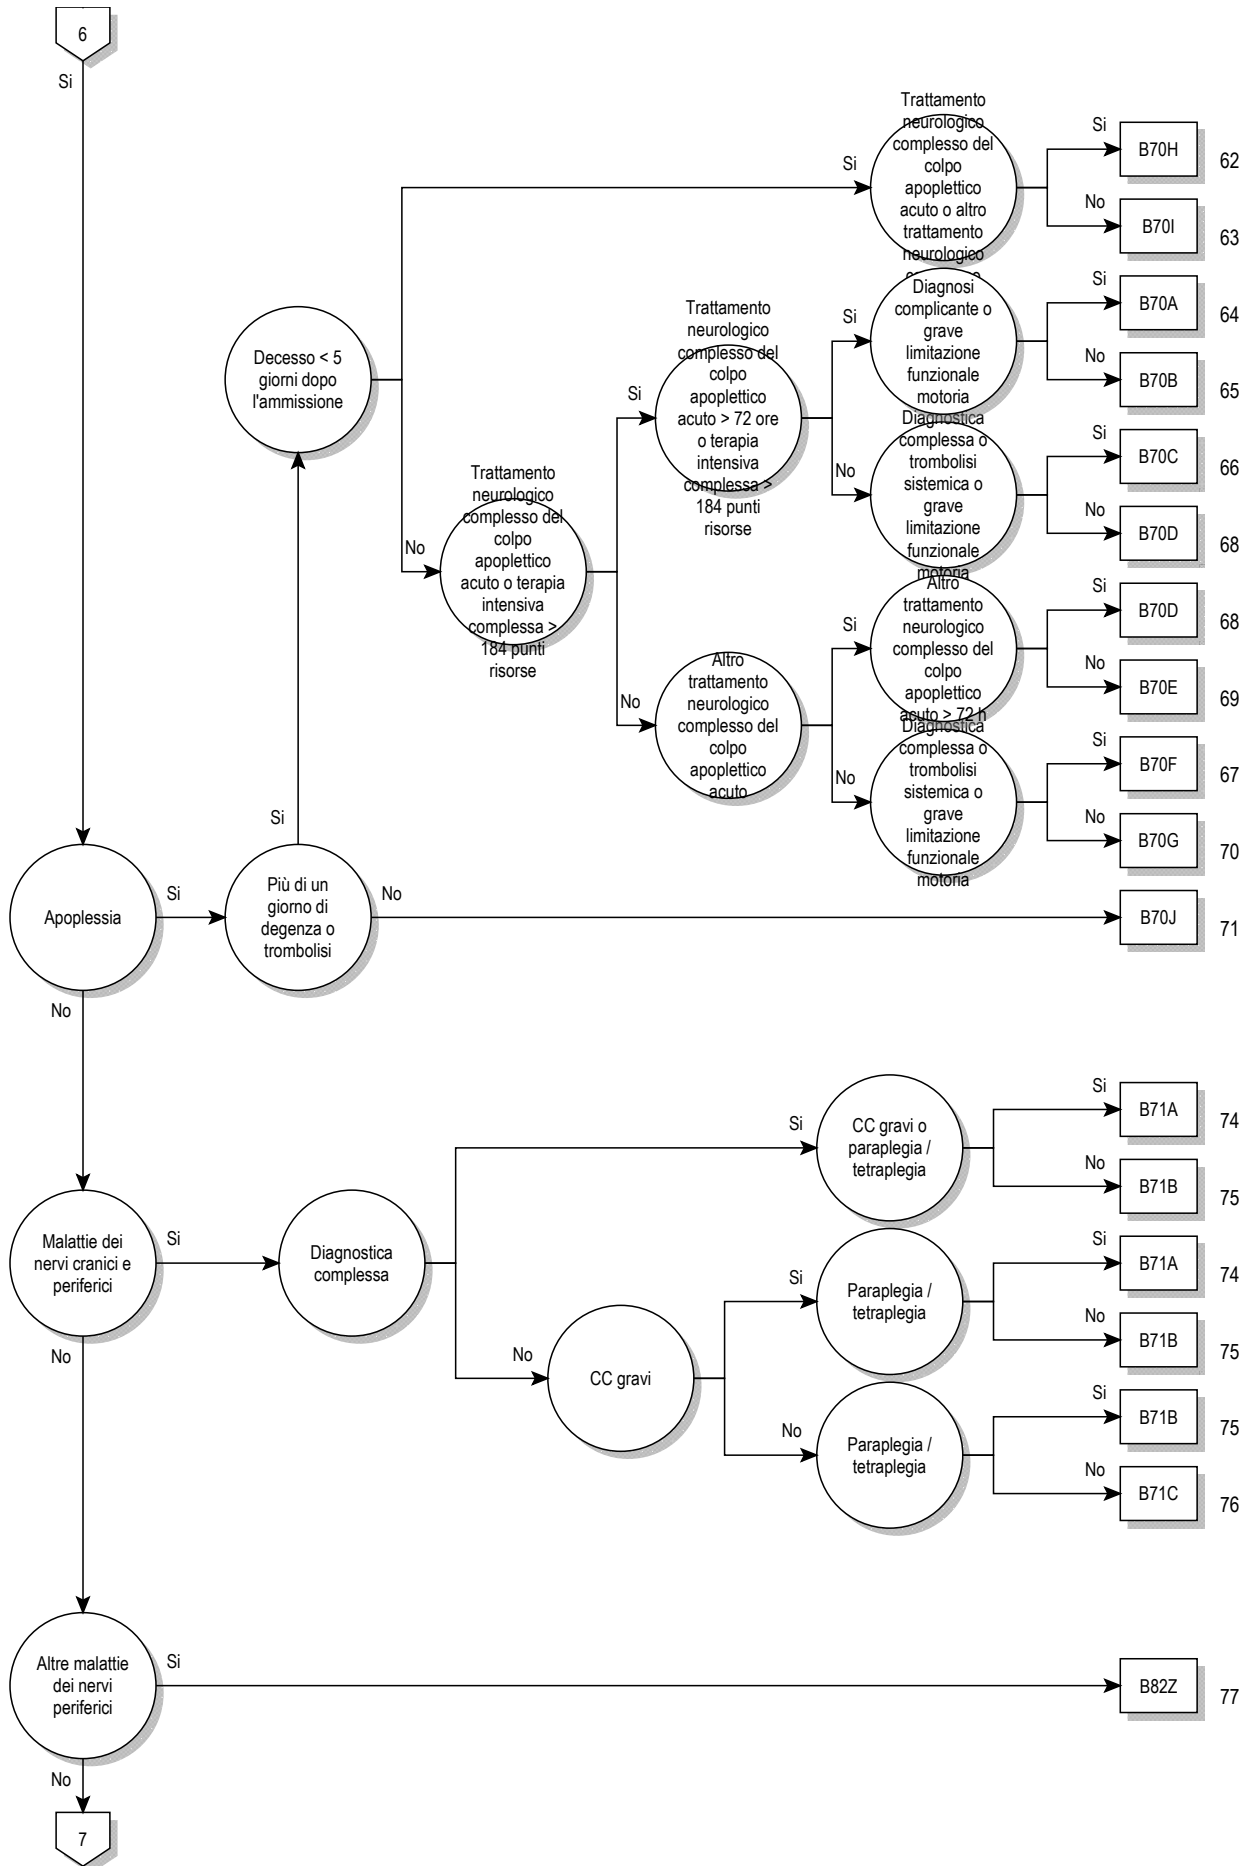 6
Si
Trattamento
neurologico
complesso del
colpo
apoplettico
acuto o altro
trattamento
neurologico
Si
Si
B70H
62
No
B70I
63
Decesso < 5
giorni dopo
l'ammissione
Diagnosi
complicante o
grave
limitazione
funzionale
motoria
Si
Si
B70A
64
No
B70B
65
Trattamento
neurologico
complesso del
colpo
apoplettico
acuto > 72 ore
o terapia
intensiva
complessa >
184 punti
risorse
Si
Diagnostica
complessa o
trombolisi
sistemica o
grave
limitazione
funzionale
motoria
No
Si
B70C
66
No
B70D
68
Trattamento
neurologico
complesso del
colpo
apoplettico
acuto o terapia
intensiva
complessa >
184 punti
risorse
No
Altro
trattamento
neurologico
complesso del
colpo
apoplettico
acuto > 72 h
Si
Si
B70D
68
No
B70E
69
Altro
trattamento
neurologico
complesso del
colpo
apoplettico
acuto
No
Diagnostica
complessa o
trombolisi
sistemica o
grave
limitazione
funzionale
motoria
No
Si
B70F
67
No
B70G
70
Si
Apoplessia
Si
Più di un
giorno di
degenza o
trombolisi
No
B70J
71
No
CC gravi o
paraplegia /
tetraplegia
Si
Si
B71A
74
No
B71B
75
Malattie dei
nervi cranici e
periferici
Si
Diagnostica
complessa
Paraplegia /
tetraplegia
Si
Si
B71A
74
No
B71B
75
No
No
CC gravi
Paraplegia /
tetraplegia
No
Si
B71B
75
No
B71C
76
Altre malattie
dei nervi
periferici
Si
B82Z
77
No
7